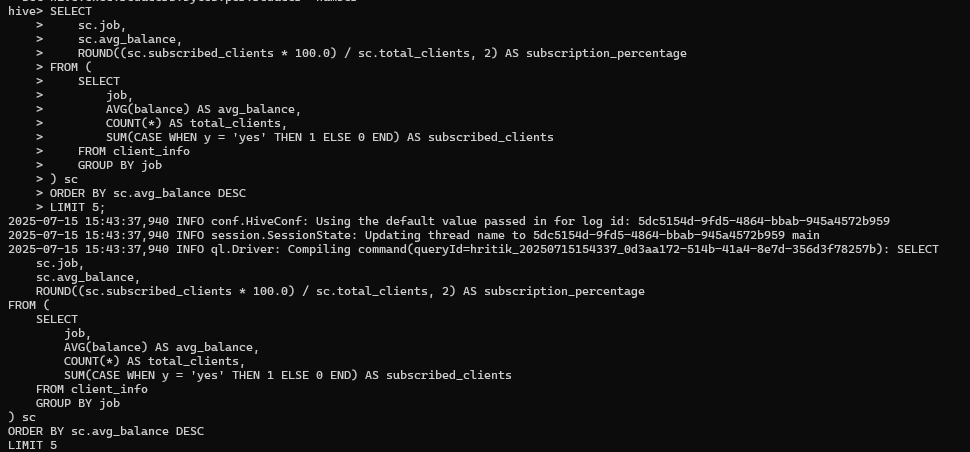 hive> SELECT
    >     sc.job,
    >     sc.avg_balance,
    >     ROUND((sc.subscribed_clients * 100.0) / sc.total_clients, 2) AS subscription_percentage
    > FROM (
    >     SELECT
    >         job,
    >         AVG(balance) AS avg_balance,
    >         COUNT(*) AS total_clients,
    >         SUM(CASE WHEN y = 'yes' THEN 1 ELSE 0 END) AS subscribed_clients
    >     FROM client_info
    >     GROUP BY job
    > ) sc
    > ORDER BY sc.avg_balance DESC
    > LIMIT 5;
2025-07-15 15:43:37,940 INFO conf.HiveConf: Using the default value passed in for log id: 5dc5154d-9fd5-4864-bbab-945a4572b959
2025-07-15 15:43:37,940 INFO session.SessionState: Updating thread name to 5dc5154d-9fd5-4864-bbab-945a4572b959 main
2025-07-15 15:43:37,940 INFO ql.Driver: Compiling command(queryId=hritik_20250715154337_0d3aa172-514b-41a4-8e7d-356d3f78257b): SELECT
    sc.job,
    sc.avg_balance,
    ROUND((sc.subscribed_clients * 100.0) / sc.total_clients, 2) AS subscription_percentage
FROM (
    SELECT
        job,
        AVG(balance) AS avg_balance,
        COUNT(*) AS total_clients,
        SUM(CASE WHEN y = 'yes' THEN 1 ELSE 0 END) AS subscribed_clients
    FROM client_info
    GROUP BY job
) sc
ORDER BY sc.avg_balance DESC
LIMIT 5